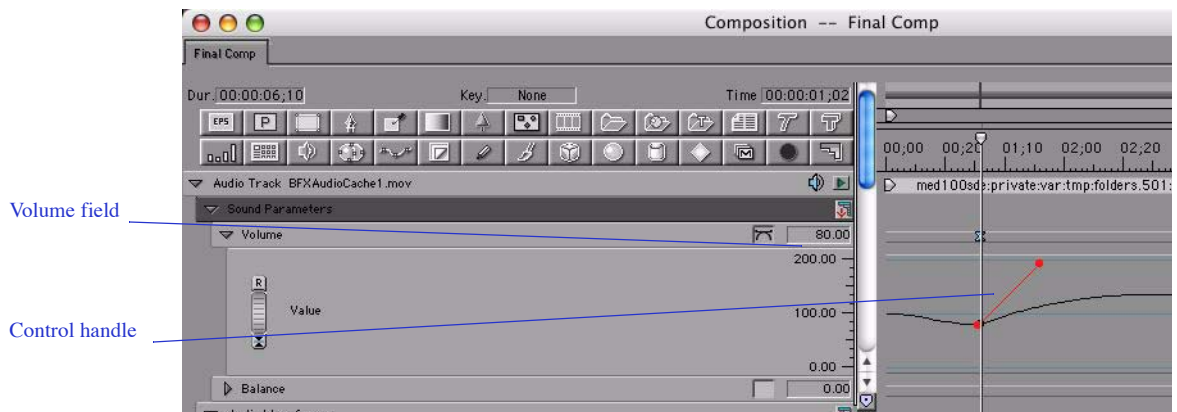 Composition -- Final Comp
Final Comp
Dur. 00:00:06;10 Key. None Time 00:00:01;02
EPS P T T
00;00 00;20 01;10 02;00 02;20
M
Audio Track BFXAudioCache1.mov
med100sde:private:var:tmp:folders.501:
Volume field
Sound Parameters
Volume 80.00
200.00
R
Value
100.00
Control handle
0.00
Balance 0.00